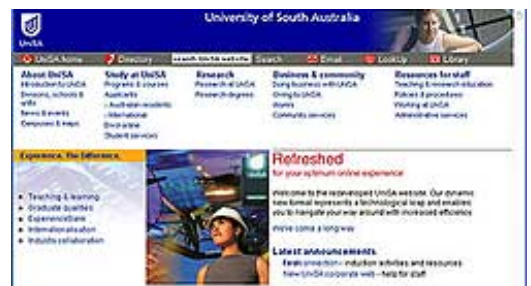 University of South Australia
UniSA
UniSA home Directory search UniSA website Search Email LookUp Library
About UniSA
Introduction to UniSA
Divisions, schools & units
News & events
Campuses & maps
Study at UniSA
Programs & courses
Applicants
- Australian residents
- International
Enrol online
Student services
Research
Research at UniSA
Research degrees
Business & community
Doing business with UniSA
Giving to UniSA
Alumni
Community services
Resources for staff
Teaching & research education
Policies & procedures
Working at UniSA
Administrative services
Experience. The Difference.
Teaching & learning
Graduate qualities
ExperienceBank
Internationalisation
Industry collaboration
Refreshed
for your optimum online experience
Welcome to the redeveloped UniSA website. Our dynamic
new format represents a technological leap and enables
you to navigate your way around with increased efficiency
We've come a long way
Latest announcements
connection - induction activities and resources
New UniSA corporate web - help for staff